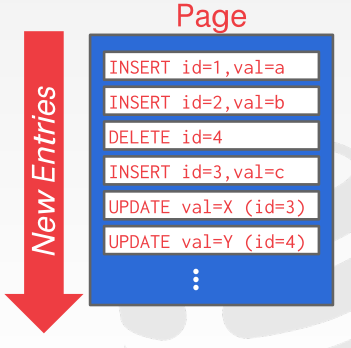 Page
New Entries
INSERT id=1,val=a
INSERT id=2,val=b
DELETE id=4
INSERT id=3,val=c
UPDATE val=X (id=3)
UPDATE val=Y (id=4)
⋮